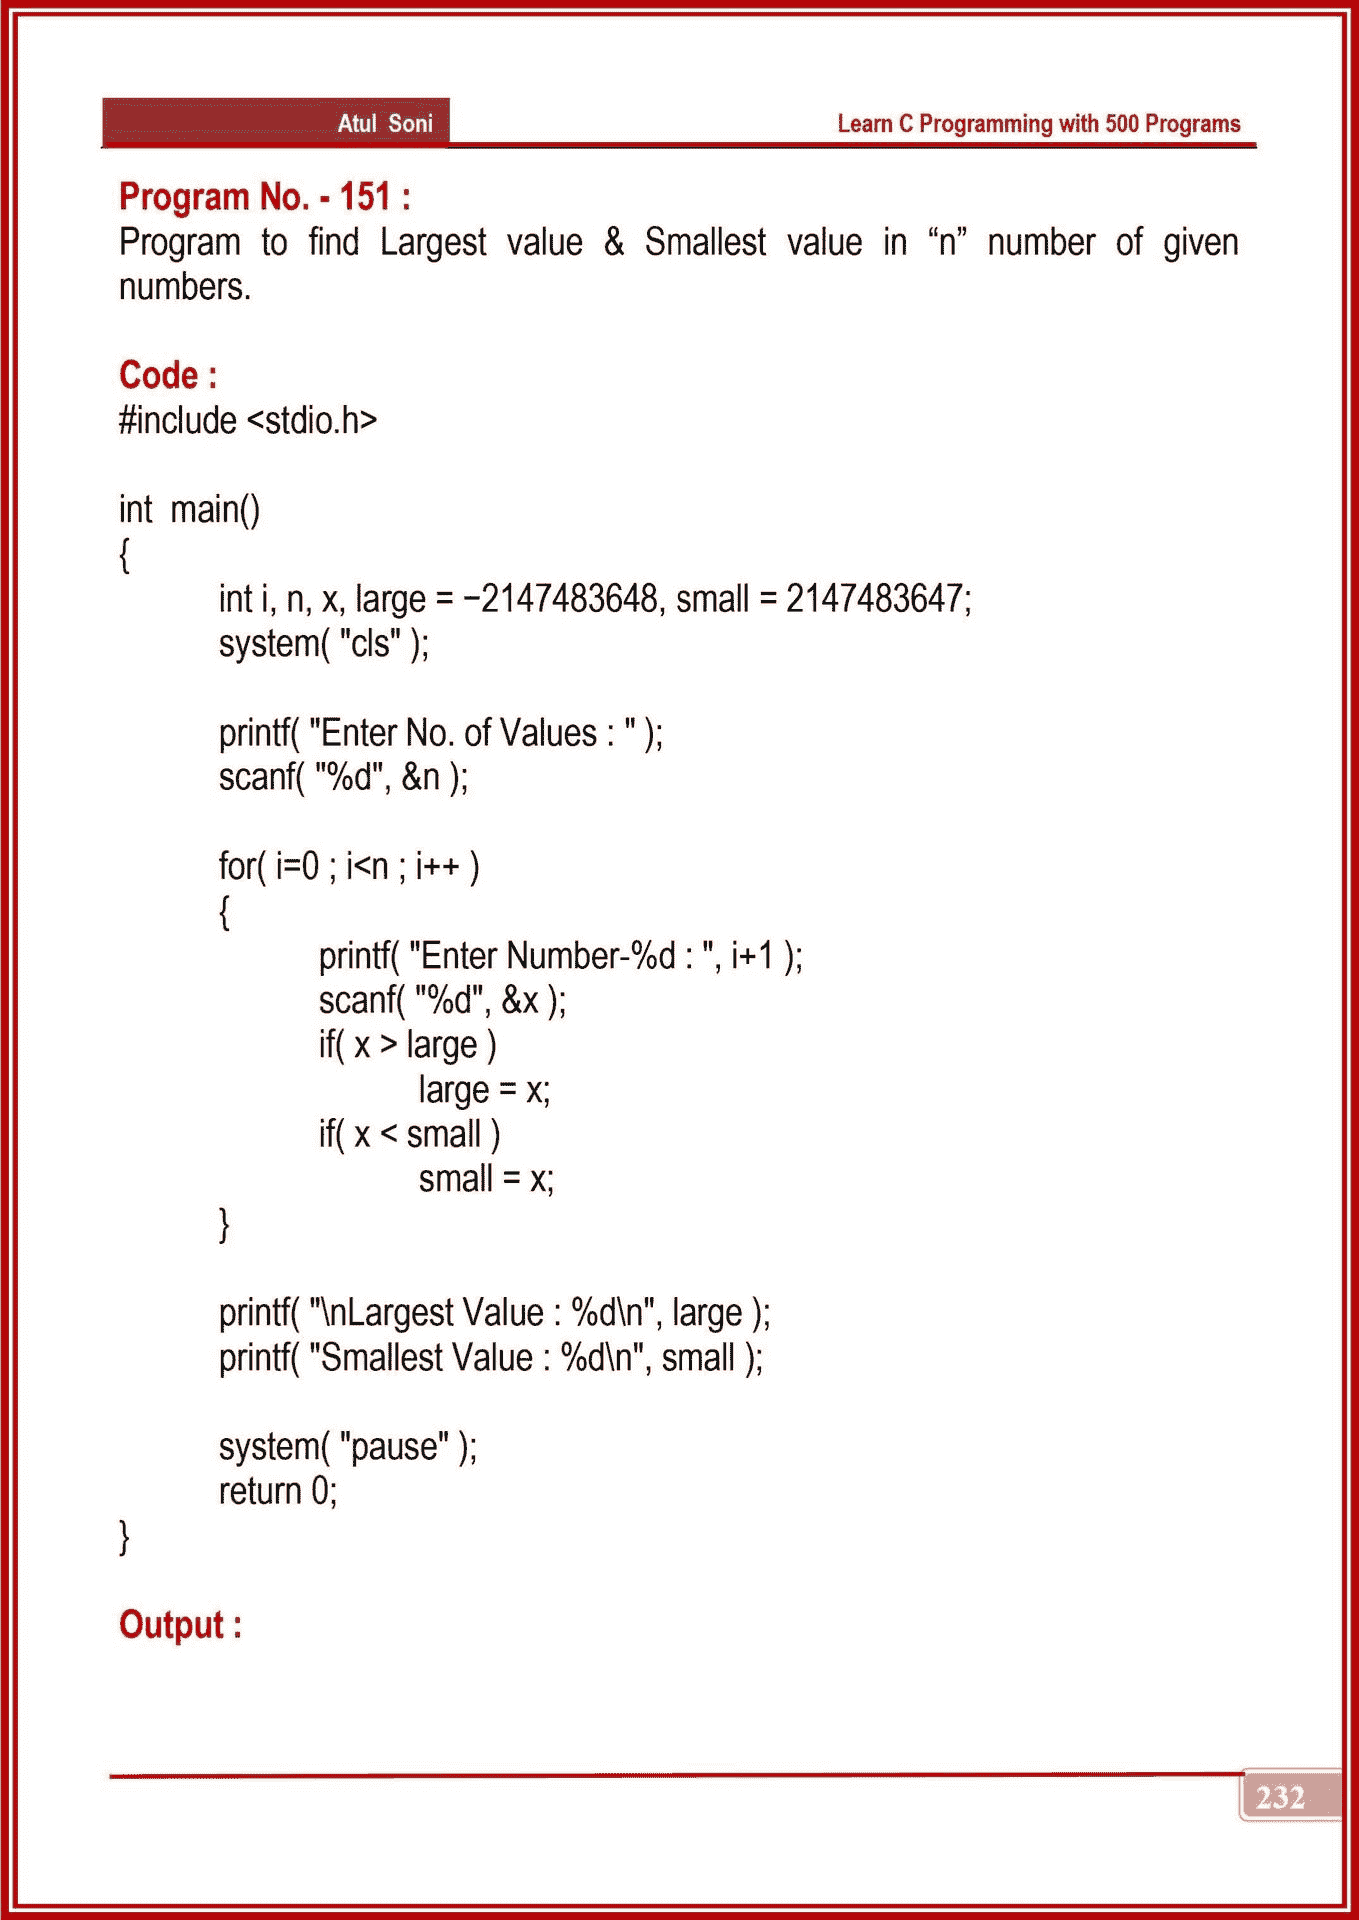 Atul Soni
Learn C Programming with 500 Programs
Program No. - 151 :
Program to find Largest value & Smallest value in “n” number of given
numbers.
Code :
#include <stdio.h>
int main()
{
int i, n, x, large = −2147483648, small = 2147483647;
system( "cls" );
printf( "Enter No. of Values : " );
scanf( "%d", &n );
for( i=0 ; i<n ; i++ )
{
printf( "Enter Number-%d : ", i+1 );
scanf( "%d", &x );
if( x > large )
large = x;
if( x < small )
small = x;
}
printf( "\nLargest Value : %d\n", large );
printf( "Smallest Value : %d\n", small );
system( "pause" );
return 0;
}
Output :
232